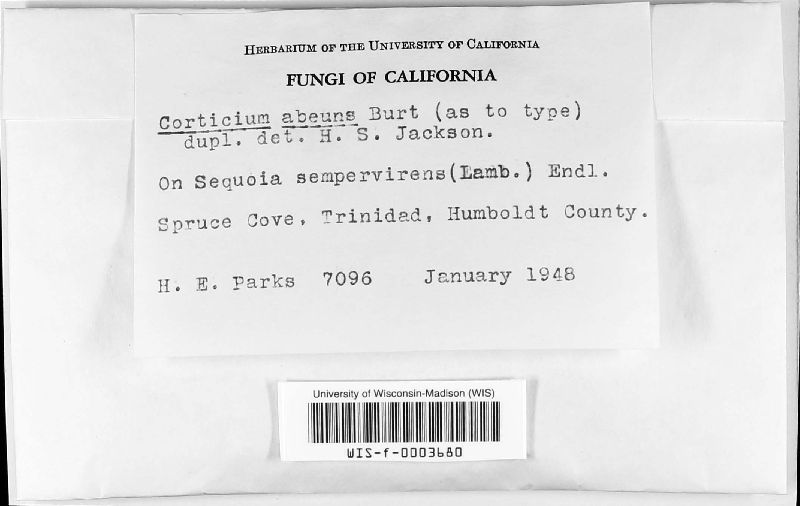 HERBARIUM OF THE UNIVERSITY OF CALIFORNIA
FUNGI OF CALIFORNIA
Corticium abeuns Burt (as to type)
dupl. det. H. S. Jackson.
On Sequoia sempervirens(Lamb.) Endl.
Spruce Cove, Trinidad, Humboldt County.
H. E. Parks 7096 January 1948
University of Wisconsin-Madison (WIS)
WIS-f-0003680